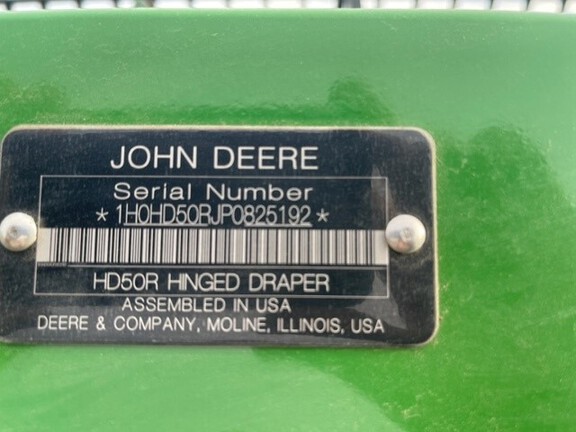 JOHN DEERE
Serial Number
*1H0HD50RJP0825192*
HD50R HINGED DRAPER
ASSEMBLED IN USA
DEERE & COMPANY, MOLINE, ILLINOIS, USA